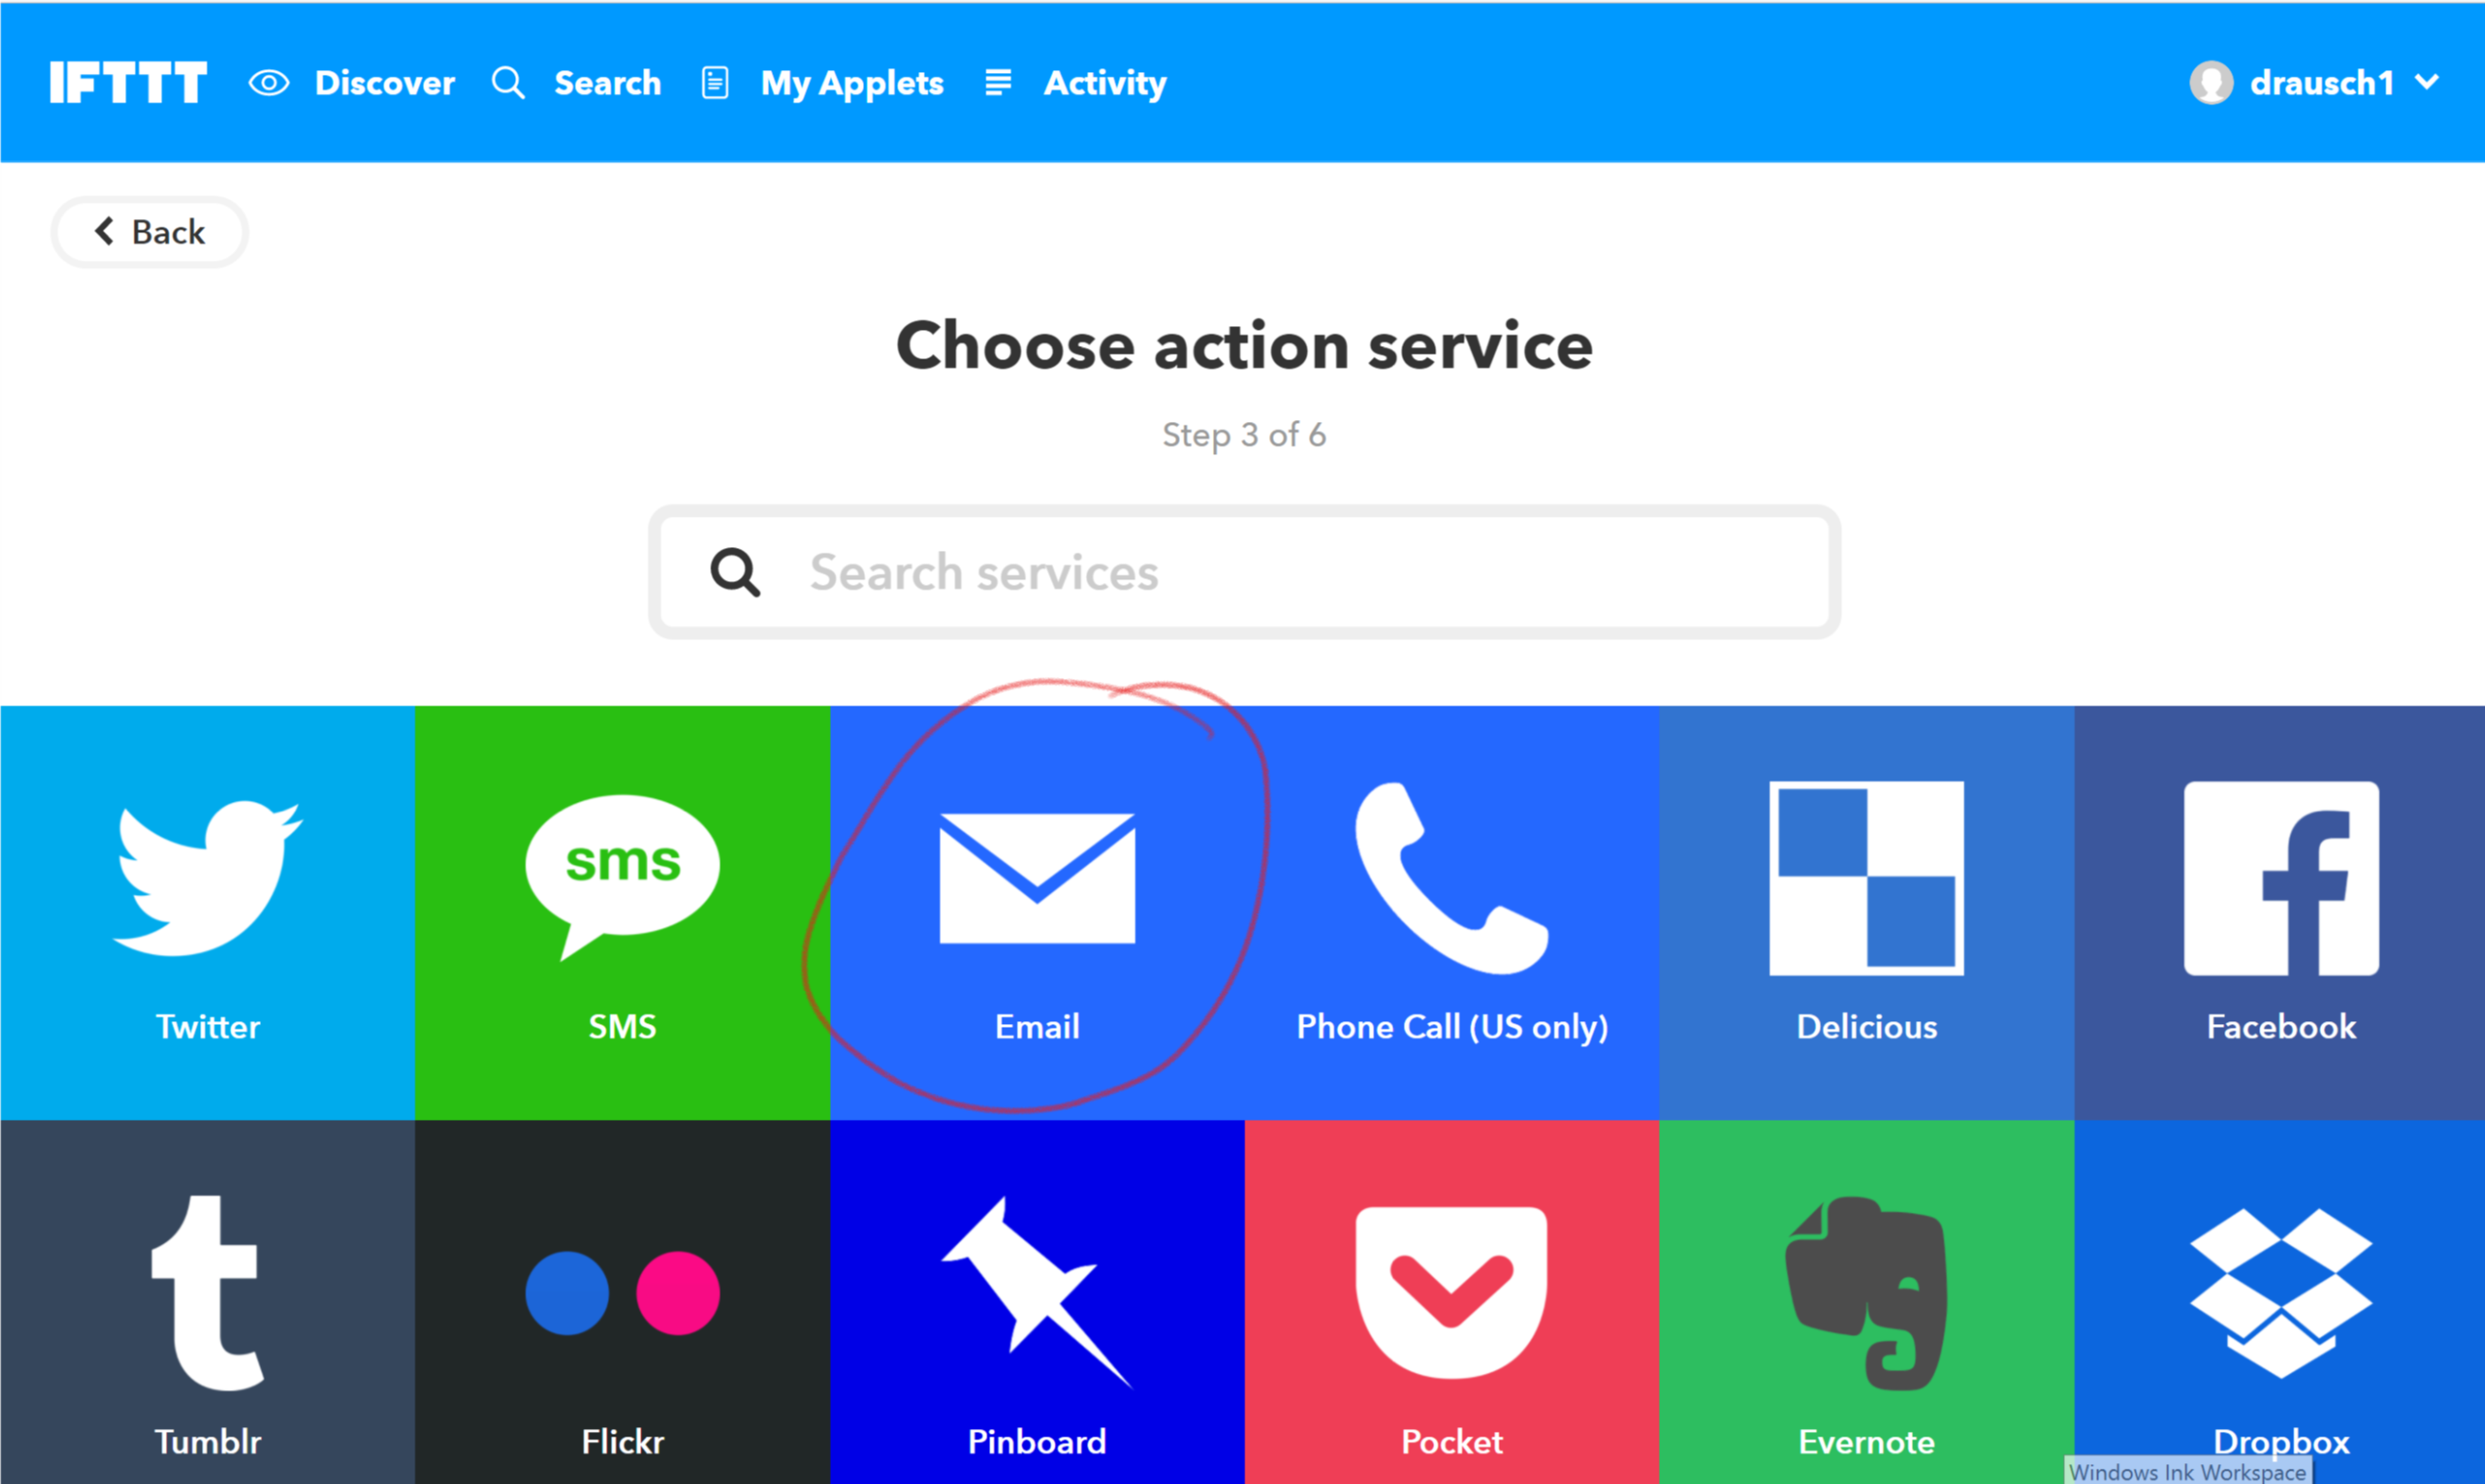 IFTTT Discover Search My Applets Activity drausch1
Back
Choose action service
Step 3 of 6
Search services
sms
Twitter SMS Email Phone Call (US only) Delicious Facebook
Tumblr Flickr Pinboard Pocket Evernote Dropbox
Windows Ink Workspace